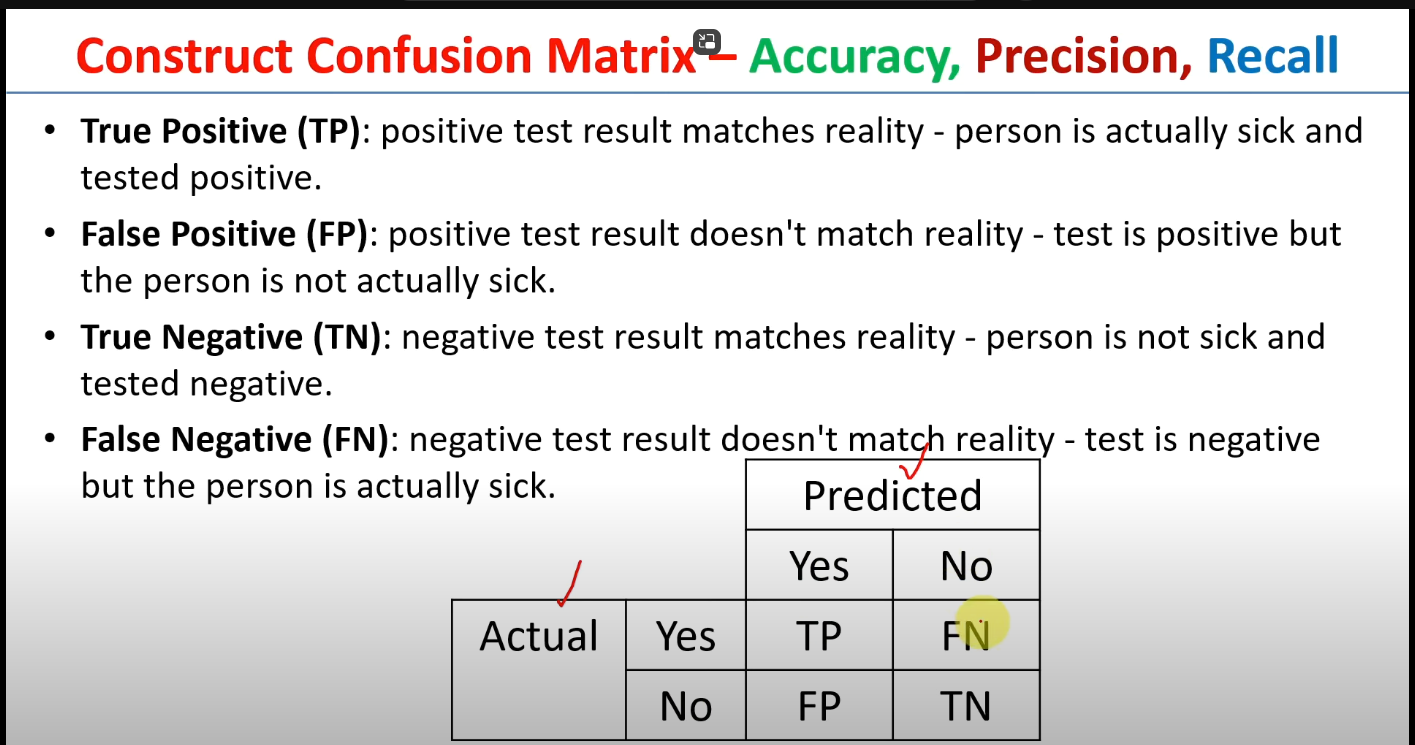 Construct Confusion Matrix – Accuracy, Precision, Recall
• True Positive (TP): positive test result matches reality - person is actually sick and
tested positive.
• False Positive (FP): positive test result doesn't match reality - test is positive but
the person is not actually sick.
• True Negative (TN): negative test result matches reality - person is not sick and
tested negative.
• False Negative (FN): negative test result doesn't match reality - test is negative
but the person is actually sick.
Predicted
Yes No
Actual Yes TP FN
No FP TN